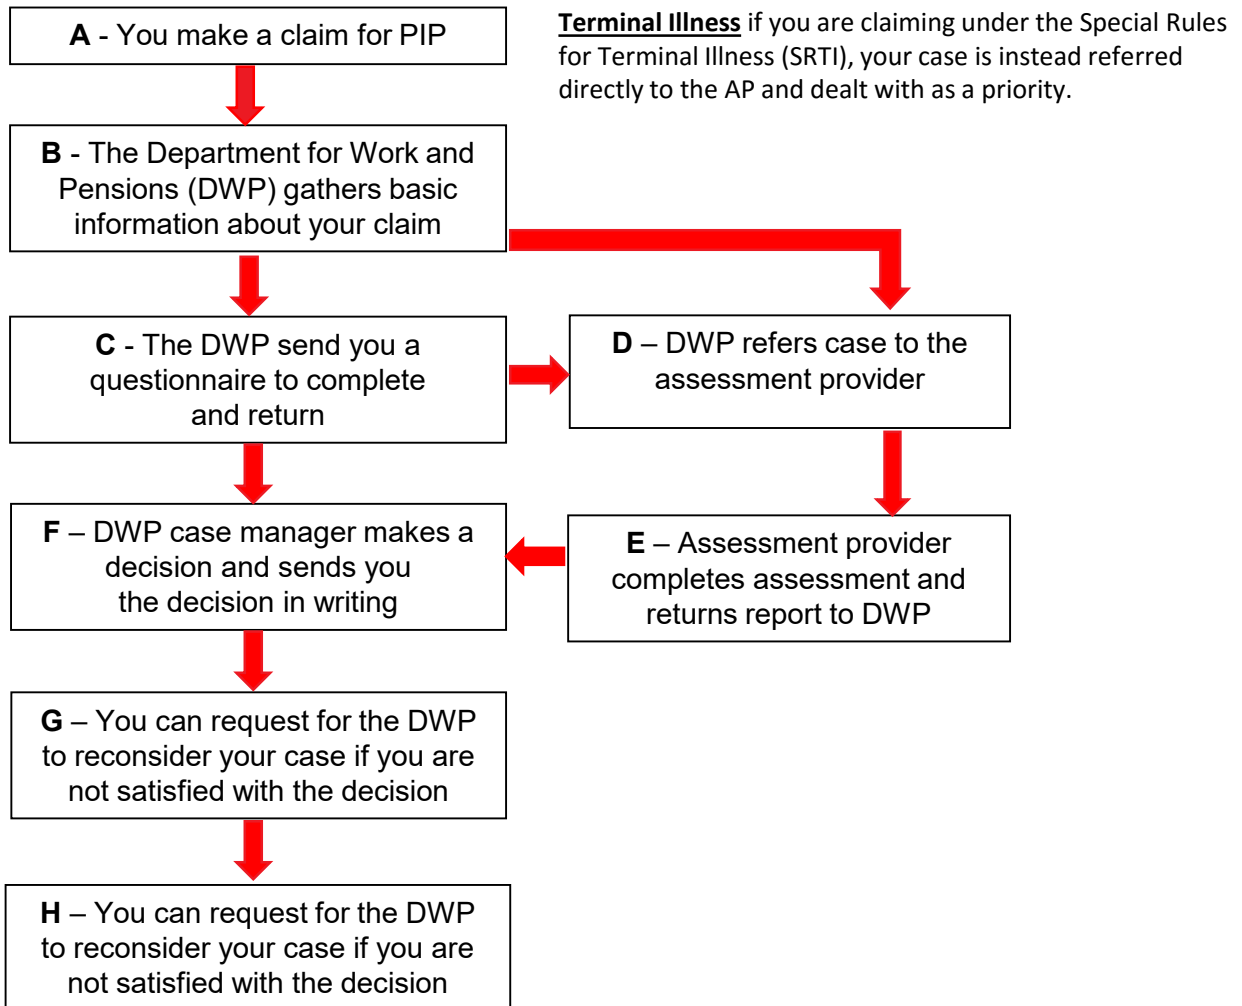 A - You make a claim for PIP
Terminal Illness if you are claiming under the Special Rules
for Terminal Illness (SRTI), your case is instead referred
directly to the AP and dealt with as a priority.
B - The Department for Work and
Pensions (DWP) gathers basic
information about your claim
C - The DWP send you a
questionnaire to complete
and return
D – DWP refers case to the
assessment provider
F – DWP case manager makes a
decision and sends you
the decision in writing
E – Assessment provider
completes assessment and
returns report to DWP
G – You can request for the DWP
to reconsider your case if you are
not satisfied with the decision
H – You can request for the DWP
to reconsider your case if you are
not satisfied with the decision